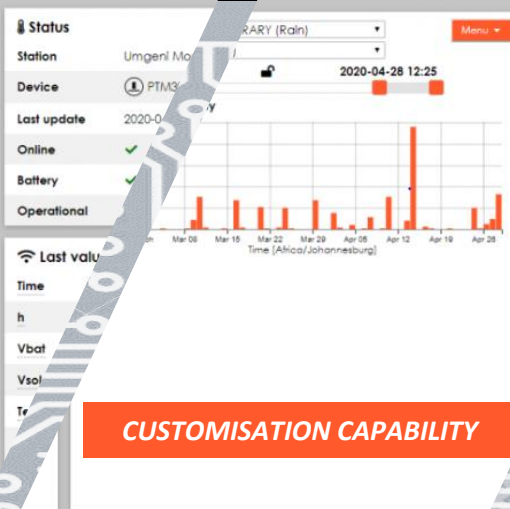 Status
RARY (Rain)
Menu
Station
Umgeni Mo
Device
PTM3
2020-04-28 12:25
Last update
2020-0
Online
Battery
Operational
Mar 08 Mar 15 Mar 22 Mar 29 Apr 05 Apr 12 Apr 19 Apr 28
Time [Africa/Johannesburg]
Last valu
Time
h
Vbat
Vsol
Te
CUSTOMISATION CAPABILITY